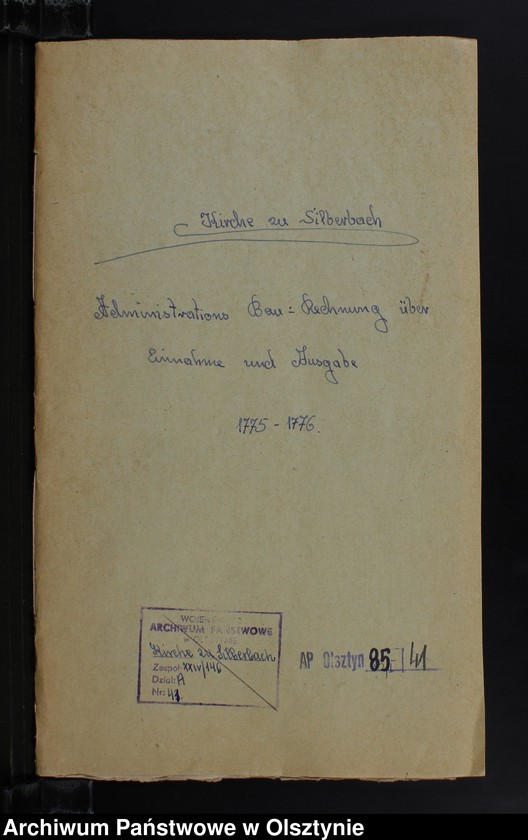 Kirche zu Silberbach
Administrations Bau = Rechnung über
Einnahme und Ausgabe
1775 - 1776.
ARCHIWUM PAŃSTWOWE
Kirche zu Silberbach
Zespół XXIV/146
Dział: A
Nr: 41
AP Olsztyn 85/41
Archiwum Państwowe w Olsztynie